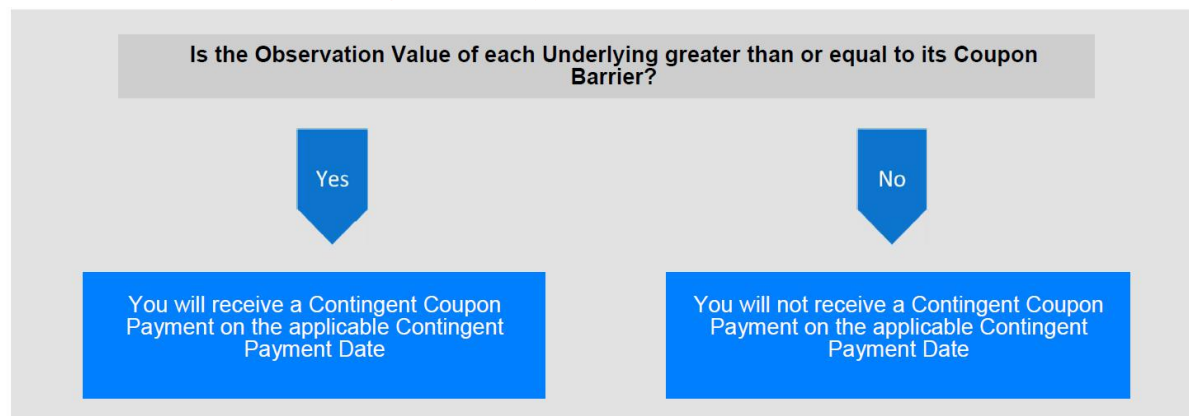 Is the Observation Value of each Underlying greater than or equal to its Coupon
Barrier?
Yes
No
You will receive a Contingent Coupon
Payment on the applicable Contingent
Payment Date
You will not receive a Contingent Coupon
Payment on the applicable Contingent
Payment Date